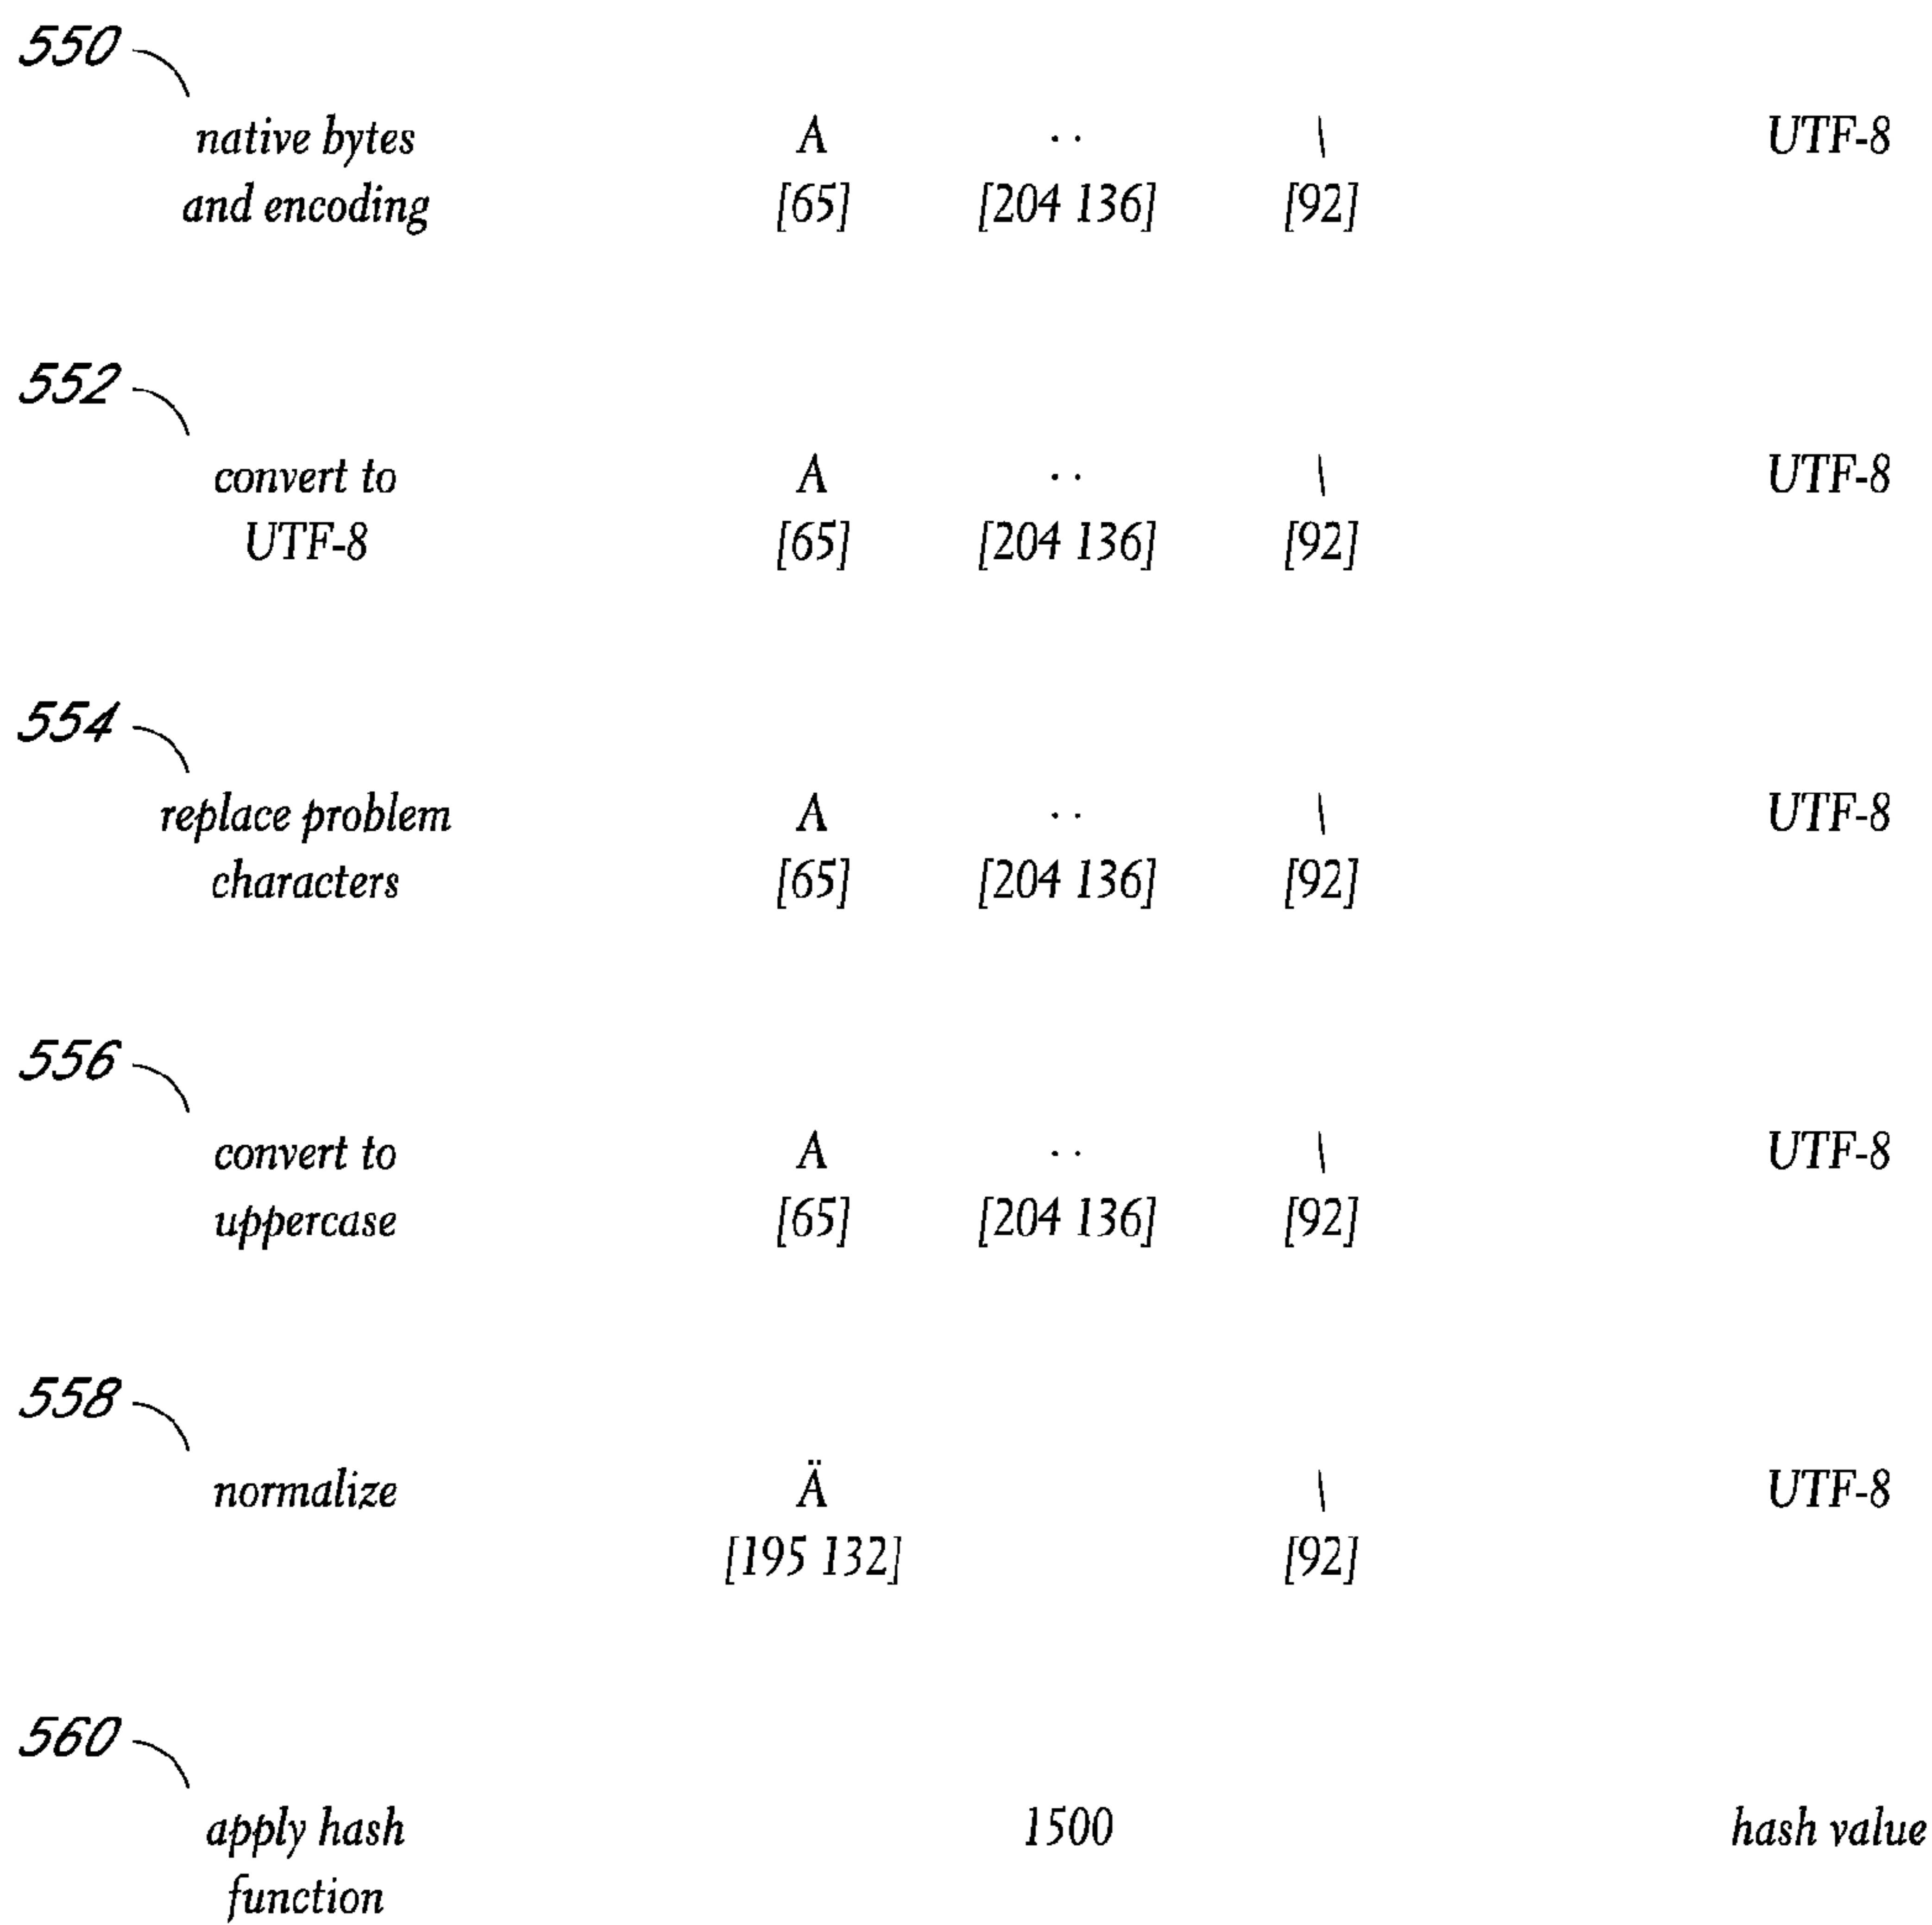 550
native bytes A ·· \ UTF-8
and encoding [65] [204 136] [92]
552
convert to A ·· \ UTF-8
UTF-8 [65] [204 136] [92]
554
replace problem A ·· \ UTF-8
characters [65] [204 136] [92]
556
convert to A ·· \ UTF-8
uppercase [65] [204 136] [92]
558
normalize Ä \ UTF-8
[195 132] [92]
560
apply hash 1500 hash value
function